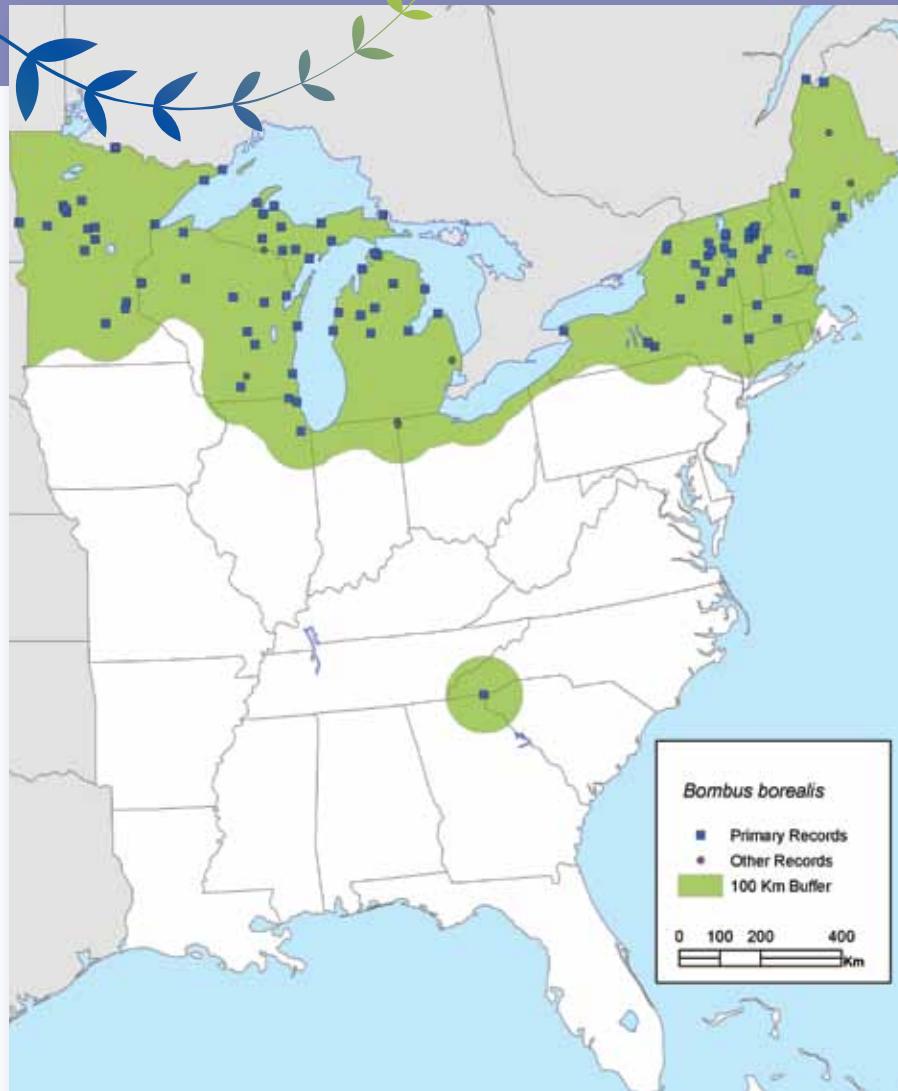 Bombus borealis
Primary Records
Other Records
100 Km Buffer
0 100 200 400
Km